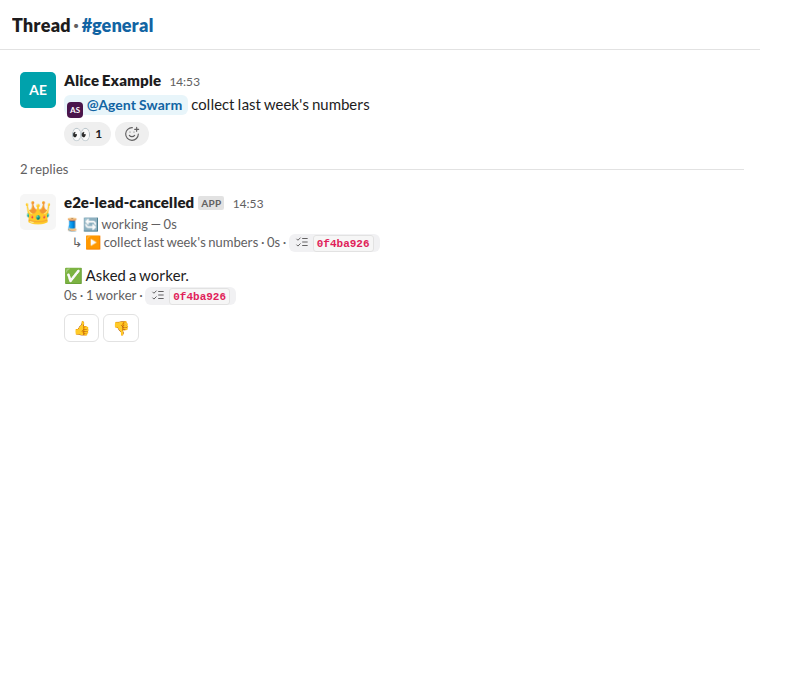 Thread • #general
AE
Alice Example 14:53
AS @Agent Swarm collect last week's numbers
👀 1
2 replies
e2e-lead-cancelled APP 14:53
🧵 🔄 working — 0s
↳ ▶️ collect last week's numbers · 0s · 0f4ba926
✅ Asked a worker.
0s · 1 worker · 0f4ba926
👍 👎